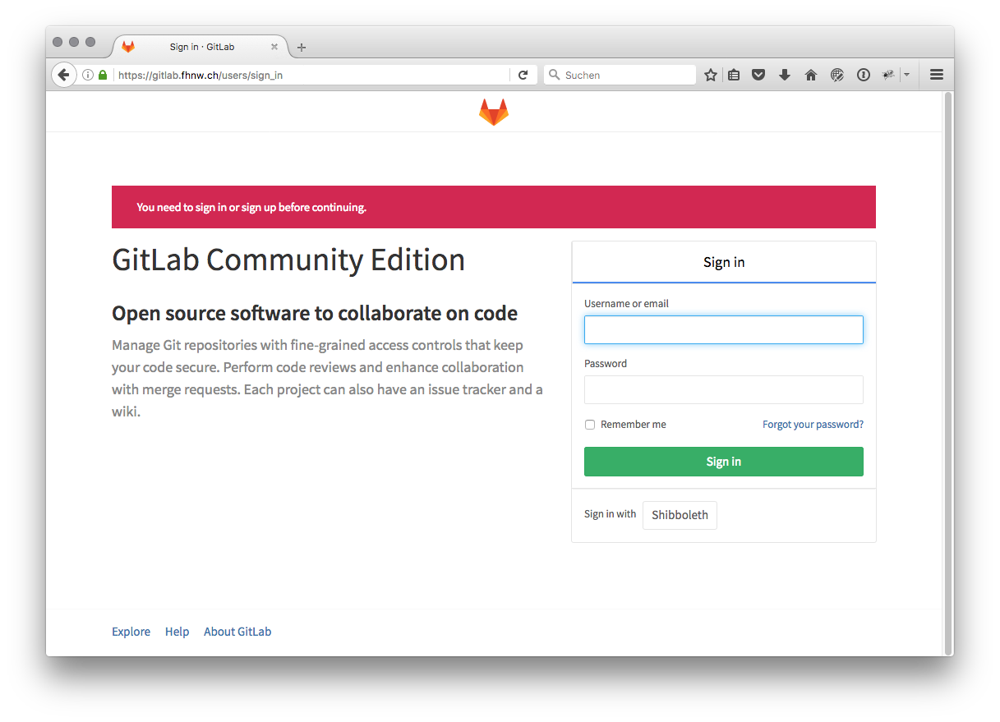 Sign in · GitLab
https://gitlab.fhnw.ch/users/sign_in
Suchen
You need to sign in or sign up before continuing.
GitLab Community Edition
Open source software to collaborate on code
Manage Git repositories with fine-grained access controls that keep
your code secure. Perform code reviews and enhance collaboration
with merge requests. Each project can also have an issue tracker and a
wiki.
Sign in
Username or email
Password
Remember me
Forgot your password?
Sign in
Sign in with
Shibboleth
Explore
Help
About GitLab